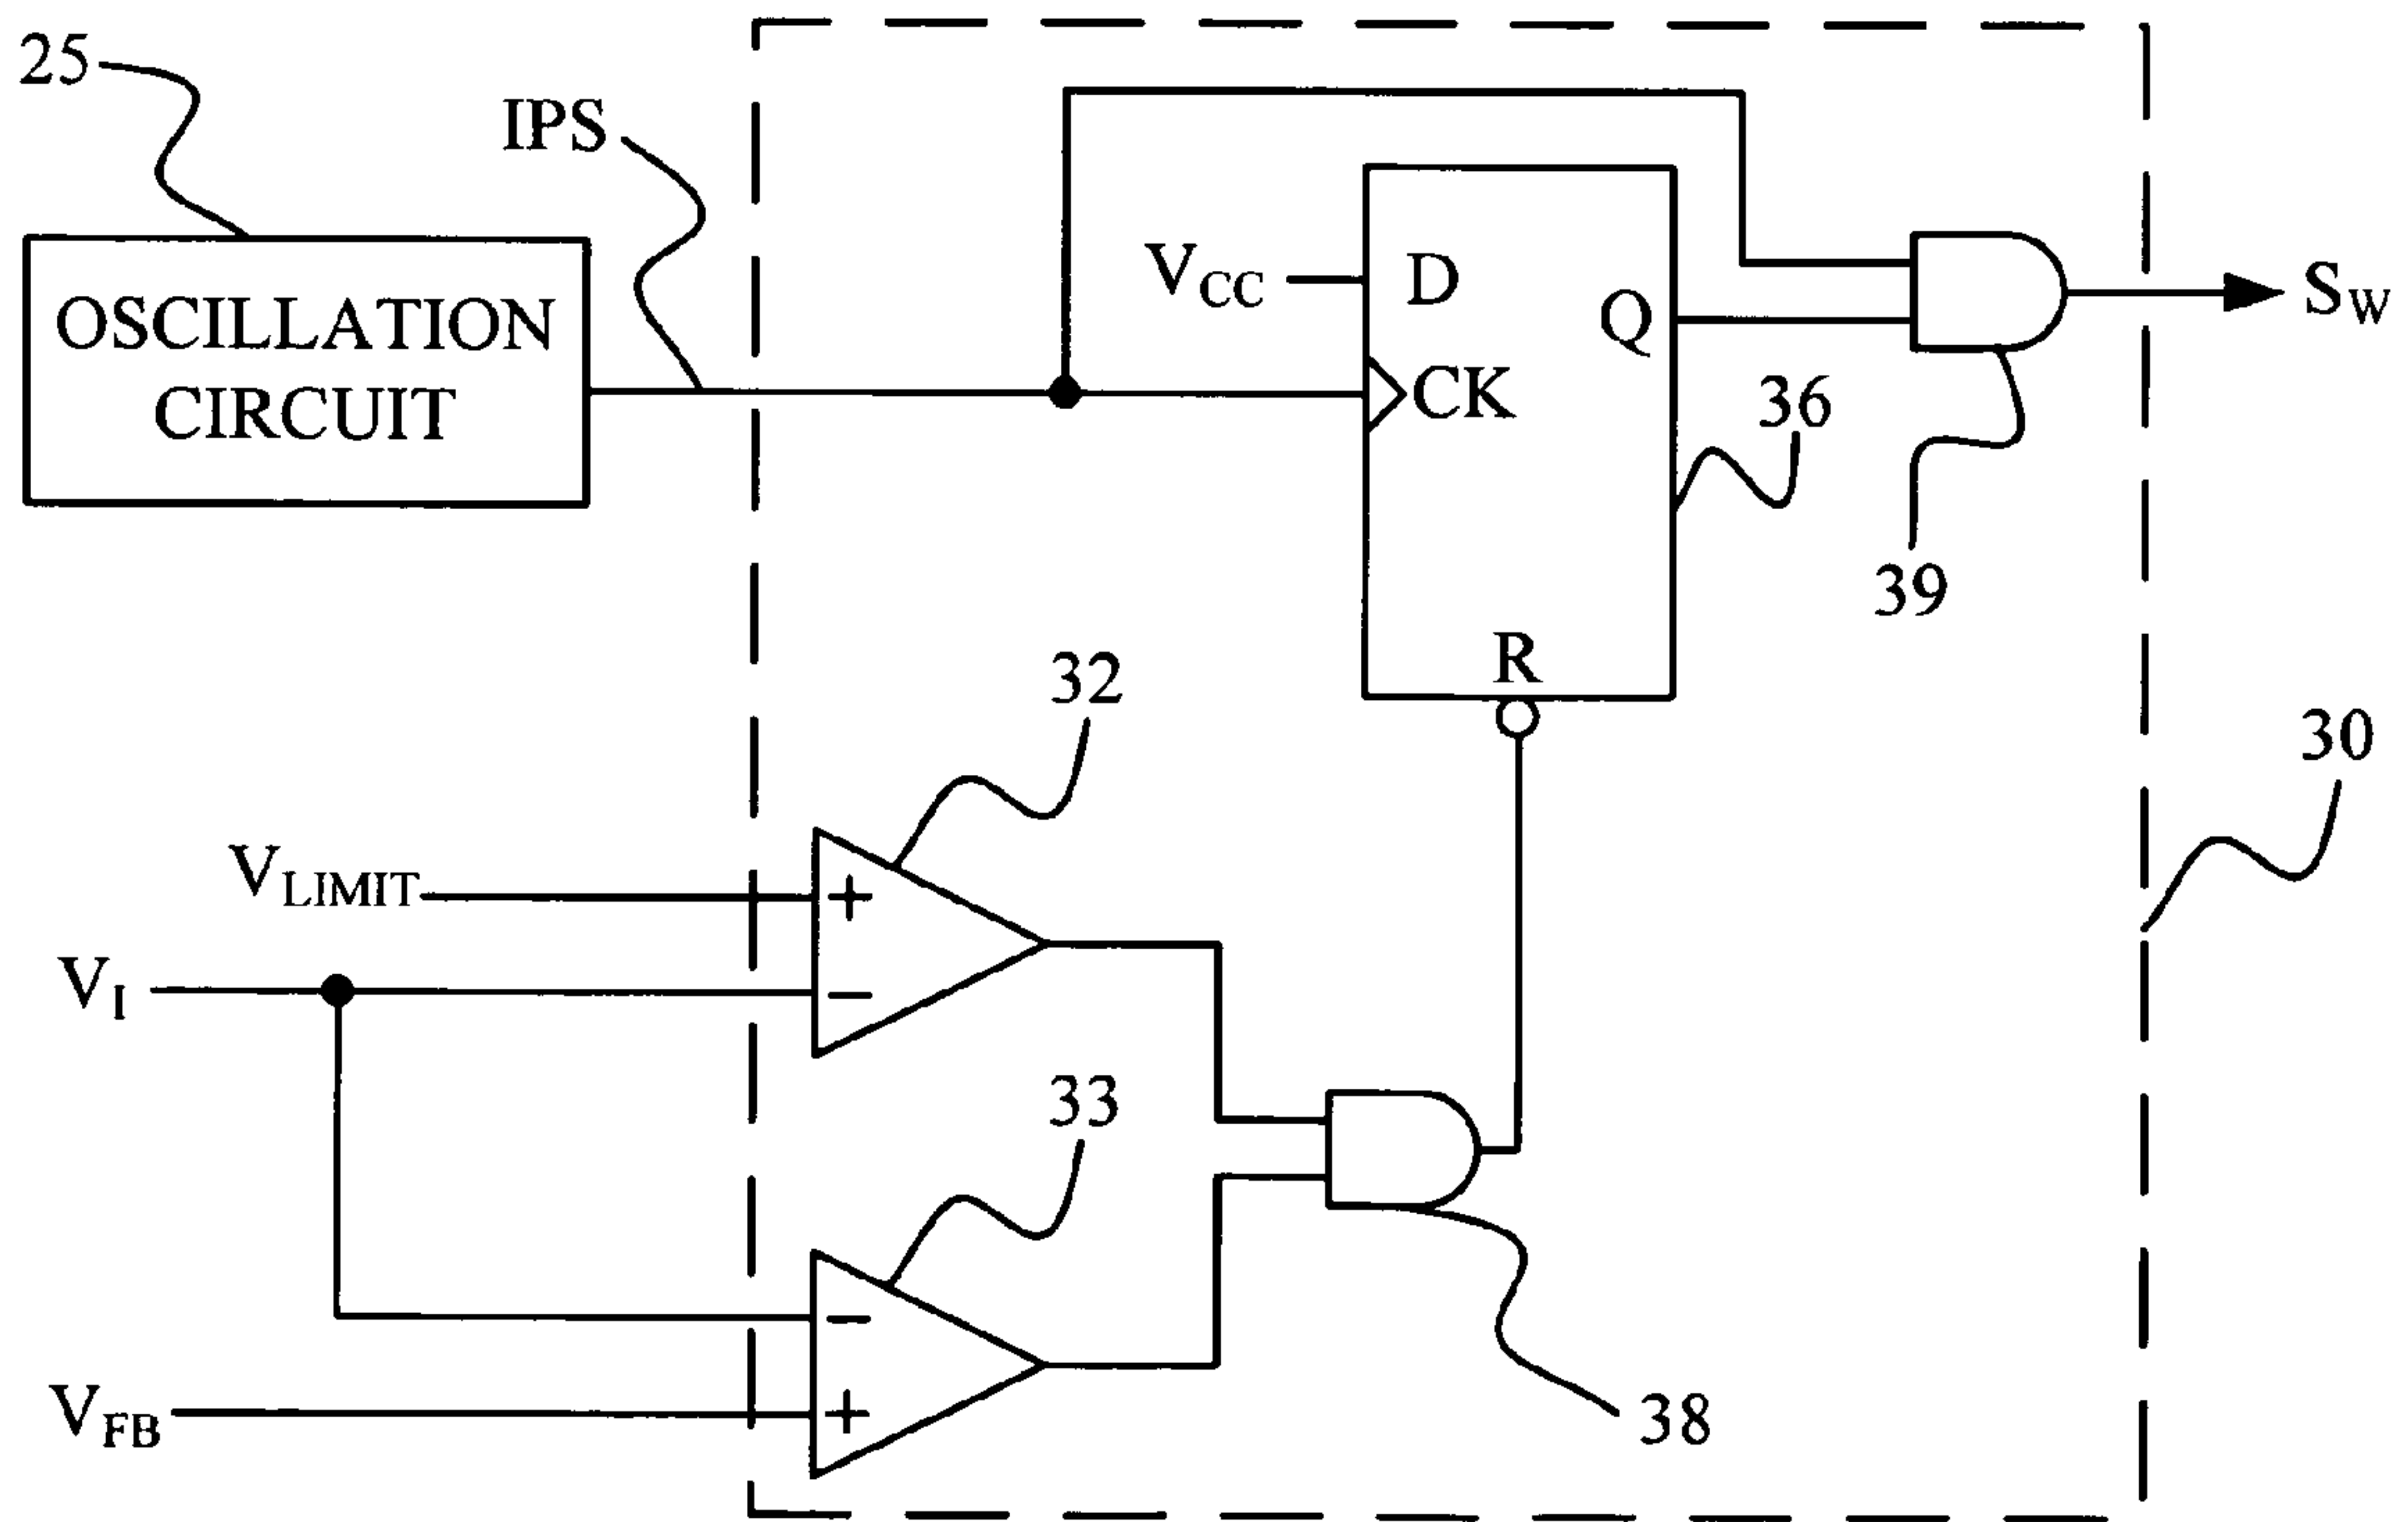 25
IPS
OSCILLATION
CIRCUIT
VCC
D
Q
CK
R
SW
36
39
32
30
VLIMIT
+
−
VI
33
−
+
VFB
38